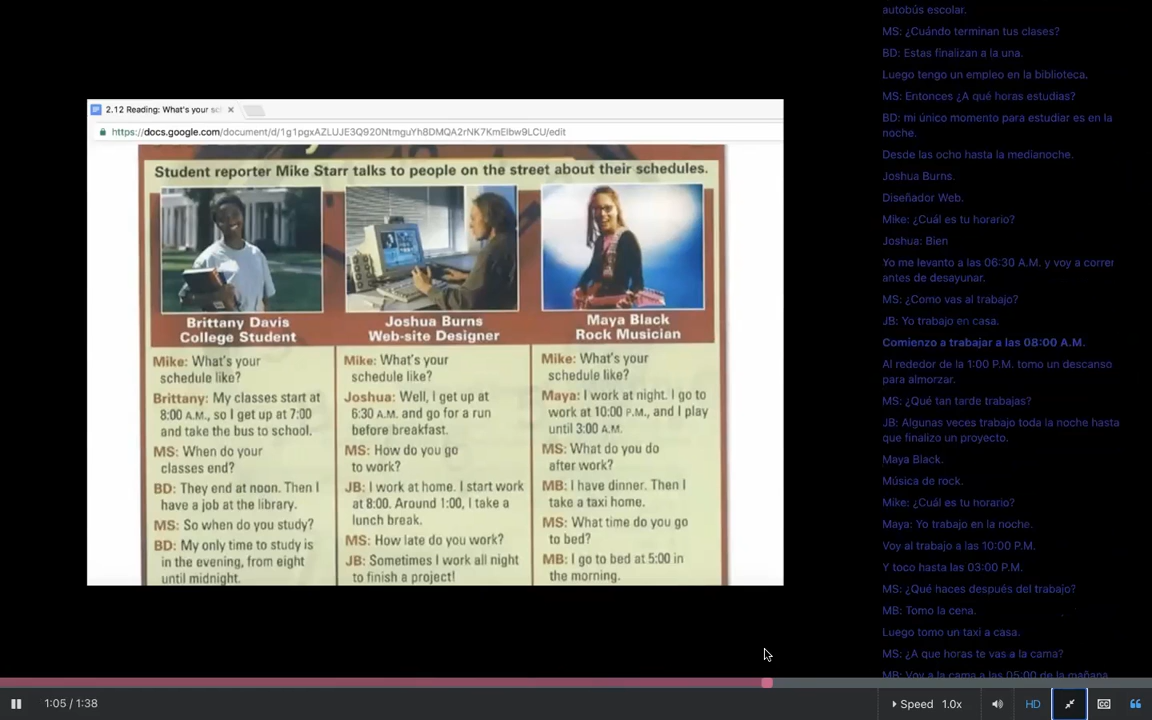 2.12 Reading: What's your sc
https://docs.google.com/document/d/1g1pgxAZLUJE3Q920NtmguYh8DMQA2rNK7KmElbw9LCU/edit
Student reporter Mike Starr talks to people on the street about their schedules.
Brittany Davis
College Student
Mike: What's your
schedule like?
Brittany: My classes start at
8:00 A.M., so I get up at 7:00
and take the bus to school.
MS: When do your
classes end?
BD: They end at noon. Then I
have a job at the library.
MS: So when do you study?
BD: My only time to study is
in the evening, from eight
until midnight.
Joshua Burns
Web-site Designer
Mike: What's your
schedule like?
Joshua: Well, I get up at
6:30 A.M. and go for a run
before breakfast.
MS: How do you go
to work?
JB: I work at home. I start work
at 8:00. Around 1:00, I take a
lunch break.
MS: How late do you work?
JB: Sometimes I work all night
to finish a project!
Maya Black
Rock Musician
Mike: What's your
schedule like?
Maya: I work at night. I go to
work at 10:00 P.M., and I play
until 3:00 A.M.
MS: What do you do
after work?
MB: I have dinner. Then I
take a taxi home.
MS: What time do you go
to bed?
MB: I go to bed at 5:00 in
the morning.
autobús escolar.
MS: ¿Cuándo terminan tus clases?
BD: Estas finalizan a la una.
Luego tengo un empleo en la biblioteca.
MS: Entonces ¿A qué horas estudias?
BD: mi único momento para estudiar es en la
noche.
Desde las ocho hasta la medianoche.
Joshua Burns.
Diseñador Web.
Mike: ¿Cuál es tu horario?
Joshua: Bien
Yo me levanto a las 06:30 A.M. y voy a correr
antes de desayunar.
MS: ¿Como vas al trabajo?
JB: Yo trabajo en casa.
Comienzo a trabajar a las 08:00 A.M.
Al rededor de la 1:00 P.M. tomo un descanso
para almorzar.
MS: ¿Qué tan tarde trabajas?
JB: Algunas veces trabajo toda la noche hasta
que finalizo un proyecto.
Maya Black.
Música de rock.
Mike: ¿Cuál es tu horario?
Maya: Yo trabajo en la noche.
Voy al trabajo a las 10:00 P.M.
Y toco hasta las 03:00 P.M.
MS: ¿Qué haces después del trabajo?
MB: Tomo la cena.
Luego tomo un taxi a casa.
MS: ¿A que horas te vas a la cama?
MB: Voy a la cama a las 05:00 de la mañana
1:05 / 1:38
Speed 1.0x
HD
CC